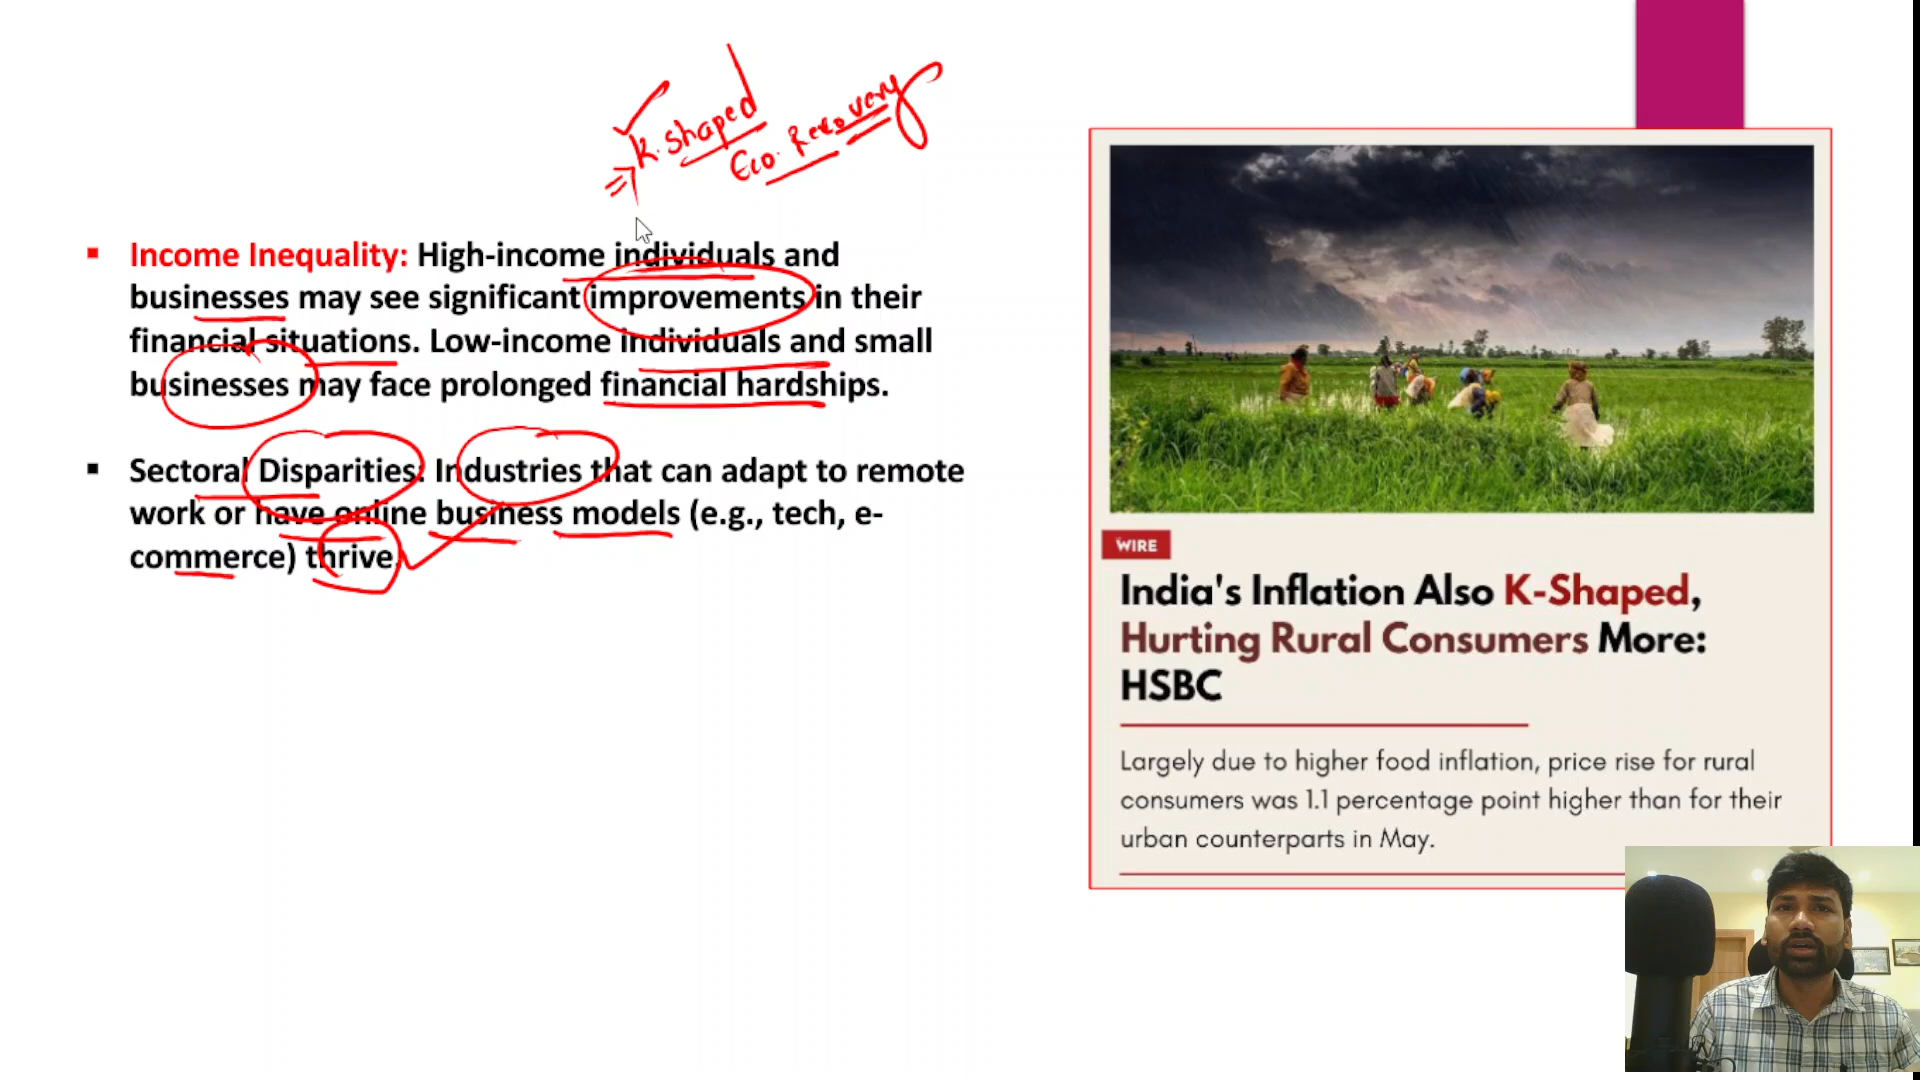 K. Shaped
Eco. Recovery
Income Inequality: High-income individuals and
businesses may see significant improvements in their
financial situations. Low-income individuals and small
businesses may face prolonged financial hardships.
Sectoral Disparities: Industries that can adapt to remote
work or have online business models (e.g., tech, e-
commerce) thrive.
WIRE
India's Inflation Also K-Shaped,
Hurting Rural Consumers More:
HSBC
Largely due to higher food inflation, price rise for rural
consumers was 1.1 percentage point higher than for their
urban counterparts in May.